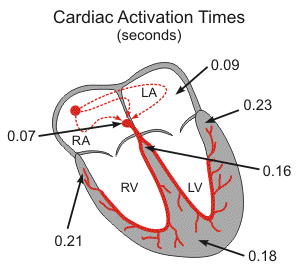 Cardiac Activation Times
(seconds)
LA
0.09
0.23
0.07
RA
0.16
RV
LV
0.21
0.18